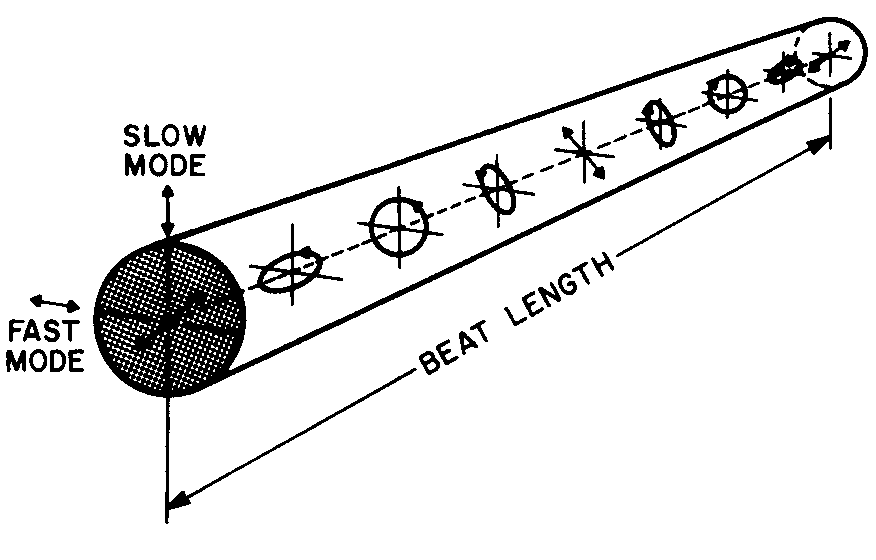 SLOW
MODE
FAST
MODE
BEAT LENGTH